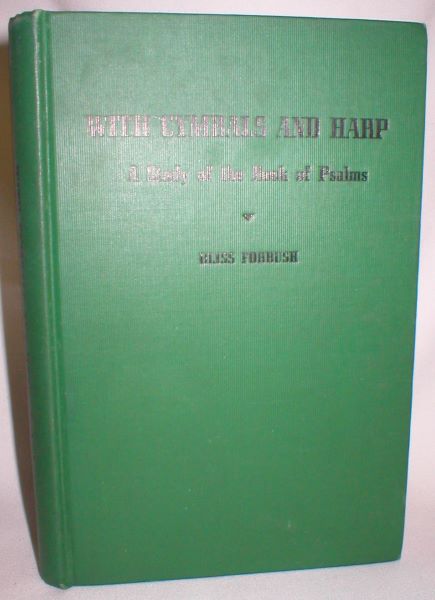 WITH CYMBALS AND HARP
A Study of the Book of Psalms
BLISS FORBUSH